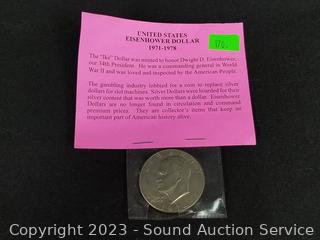 UNITED STATES
EISENHOWER DOLLAR
1971-1978
The "Ike" Dollar was minted to honor Dwight D. Eisenhower,
our 34th President. He was a commanding general in World
War II and was loved and respected by the American People.
The gambling industry lobbied for a coin to replace silver
dollars for slot machines. Silver Dollars were hoarded for their
silver content that was worth more than a dollar. Eisenhower
Dollars are no longer found in circulation and command
premium prices. They are collector's items that keep an
important part of American history alive.
Copyright 2023 - Sound Auction Service